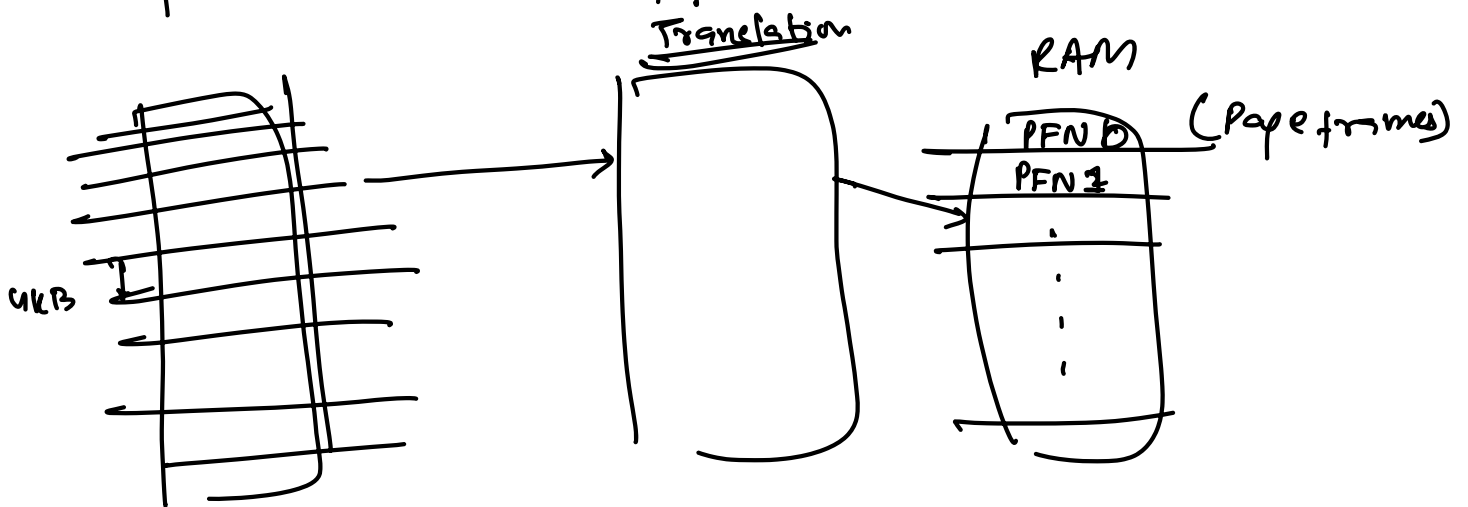 Translation
RAM
(Page frames)
PFN 0
PFN 1
4KB